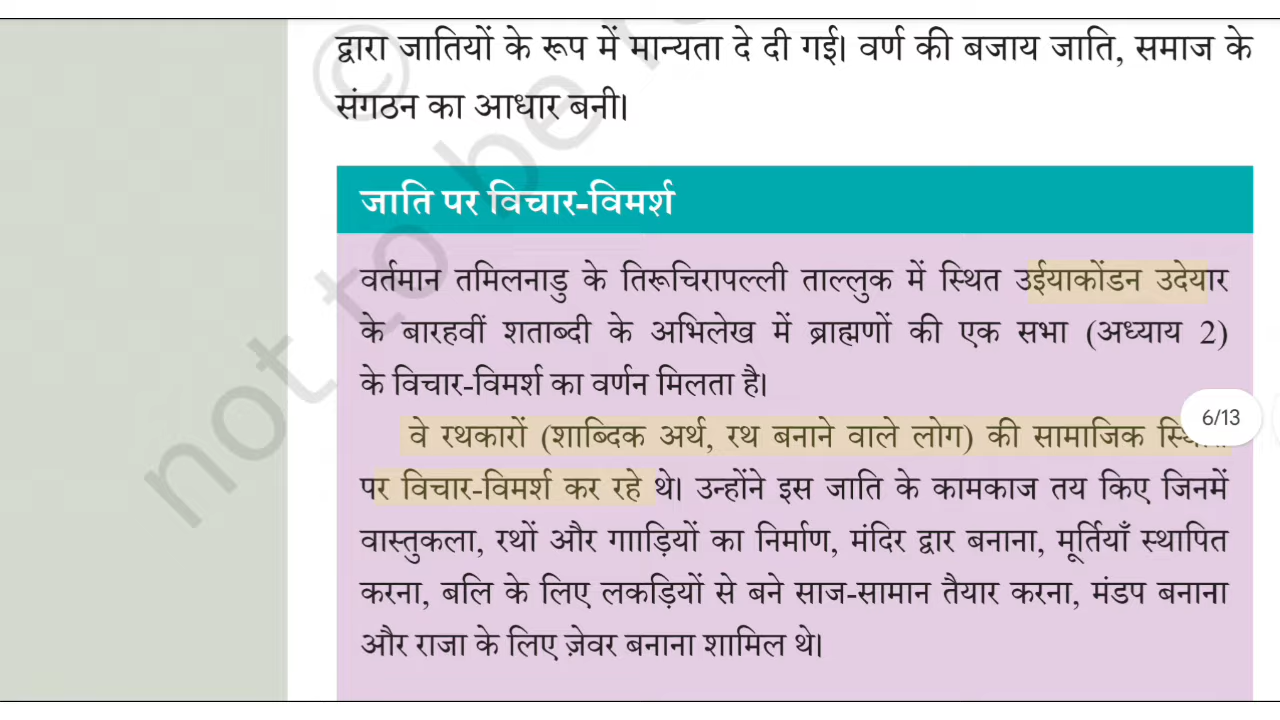 द्वारा जातियों के रूप में मान्यता दे दी गई। वर्ण की बजाय जाति, समाज के
संगठन का आधार बनी।
जाति पर विचार-विमर्श
वर्तमान तमिलनाडु के तिरूचिरापल्ली ताल्लुक में स्थित उईयाकोंडन उदेयार
के बारहवीं शताब्दी के अभिलेख में ब्राह्मणों की एक सभा (अध्याय 2)
के विचार-विमर्श का वर्णन मिलता है।
6/13
वे रथकारों (शाब्दिक अर्थ, रथ बनाने वाले लोग) की सामाजिक
पर विचार-विमर्श कर रहे थे। उन्होंने इस जाति के कामकाज तय किए जिनमें
वास्तुकला, रथों और गााड़ियों का निर्माण, मंदिर द्वार बनाना, मूर्तियाँ स्थापित
करना, बलि के लिए लकड़ियों से बने साज-सामान तैयार करना, मंडप बनाना
और राजा के लिए ज़ेवर बनाना शामिल थे।
© not to be